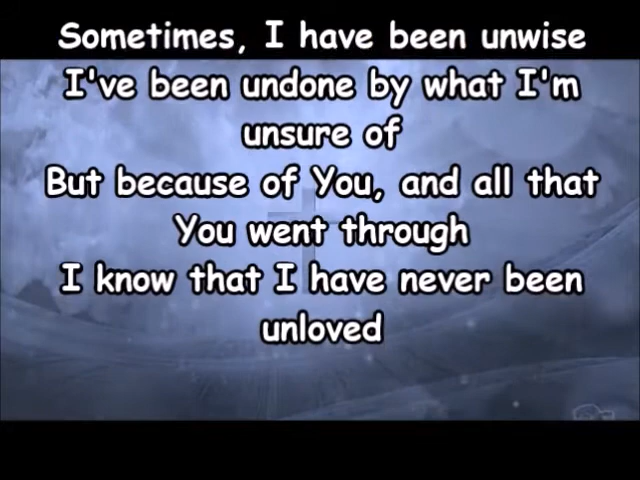 Sometimes, I have been unwise
I've been undone by what I'm
unsure of
But because of You, and all that
You went through
I know that I have never been
unloved